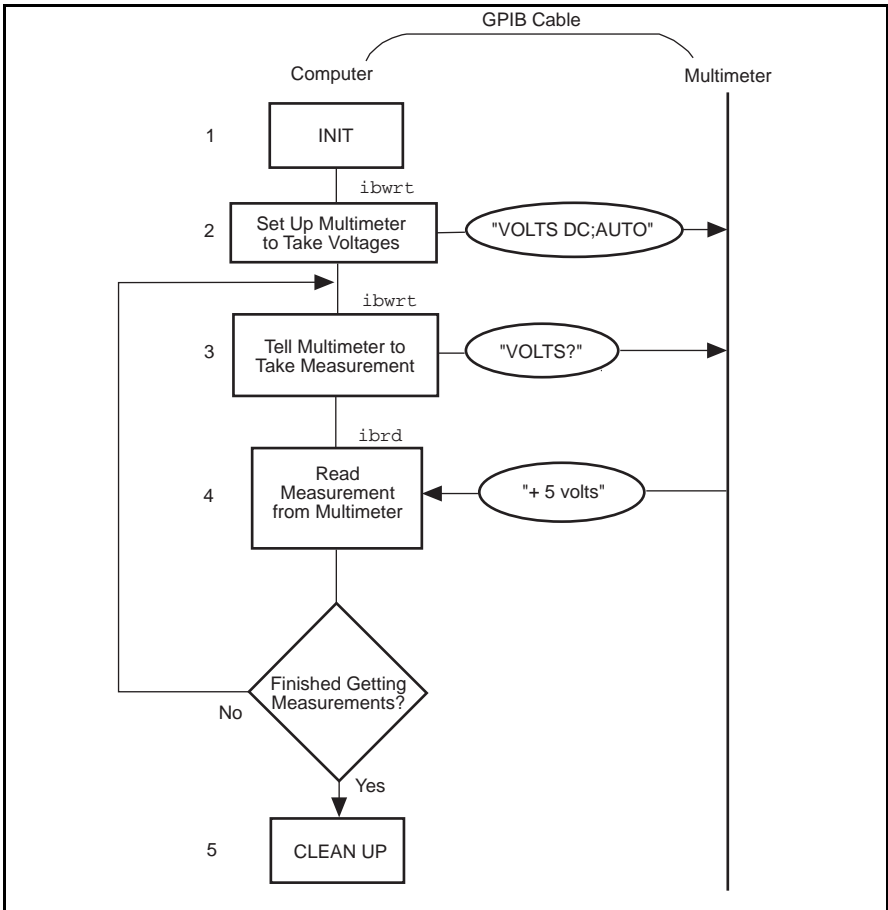 GPIB Cable
Computer
Multimeter
1
INIT
ibwrt
2
Set Up Multimeter
to Take Voltages
"VOLTS DC;AUTO"
ibwrt
3
Tell Multimeter to
Take Measurement
"VOLTS?"
ibrd
4
Read
Measurement
from Multimeter
"+ 5 volts"
Finished Getting
Measurements?
No
Yes
5
CLEAN UP